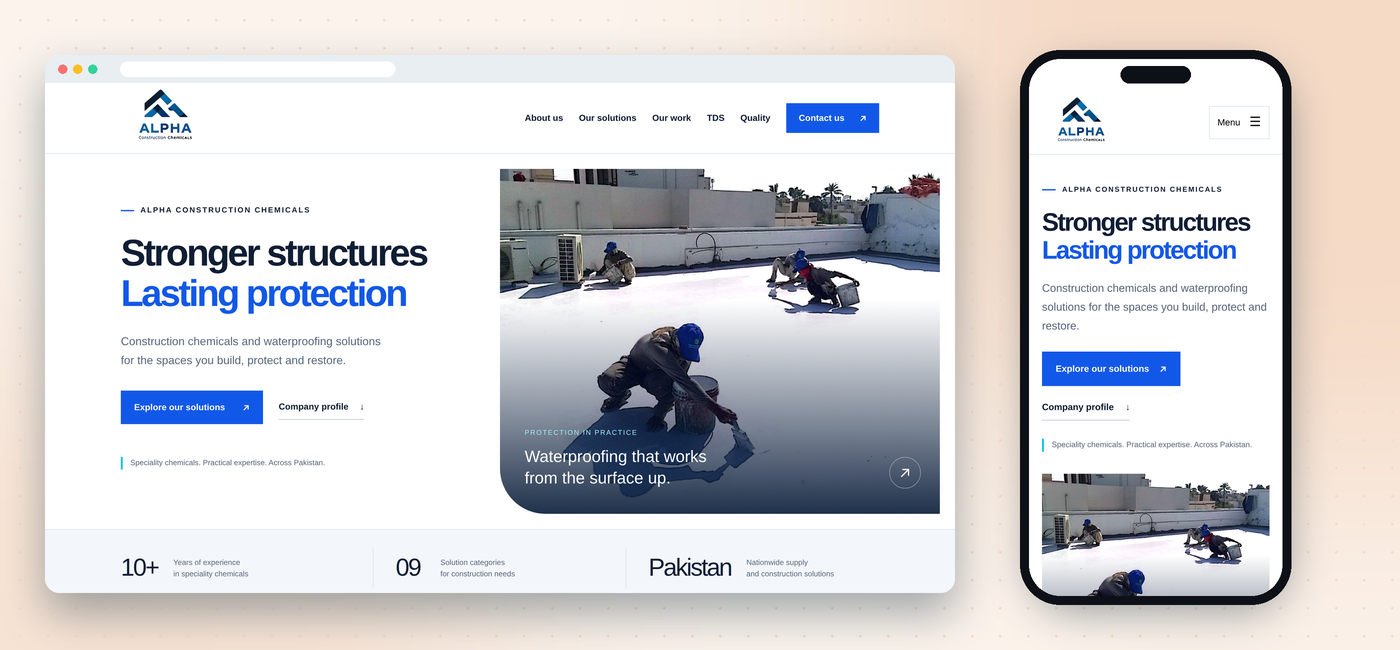 ALPHA
Construction Chemicals
About us
Our solutions
Our work
TDS
Quality
Contact us
ALPHA CONSTRUCTION CHEMICALS
Stronger structures
Lasting protection
Construction chemicals and waterproofing solutions
for the spaces you build, protect and restore.
Explore our solutions
Company profile
Speciality chemicals. Practical expertise. Across Pakistan.
PROTECTION IN PRACTICE
Waterproofing that works
from the surface up.
10+
Years of experience
in speciality chemicals
09
Solution categories
for construction needs
Pakistan
Nationwide supply
and construction solutions
ALPHA
Construction Chemicals
Menu
ALPHA CONSTRUCTION CHEMICALS
Stronger structures
Lasting protection
Construction chemicals and waterproofing
solutions for the spaces you build, protect and
restore.
Explore our solutions
Company profile
Speciality chemicals. Practical expertise. Across Pakistan.